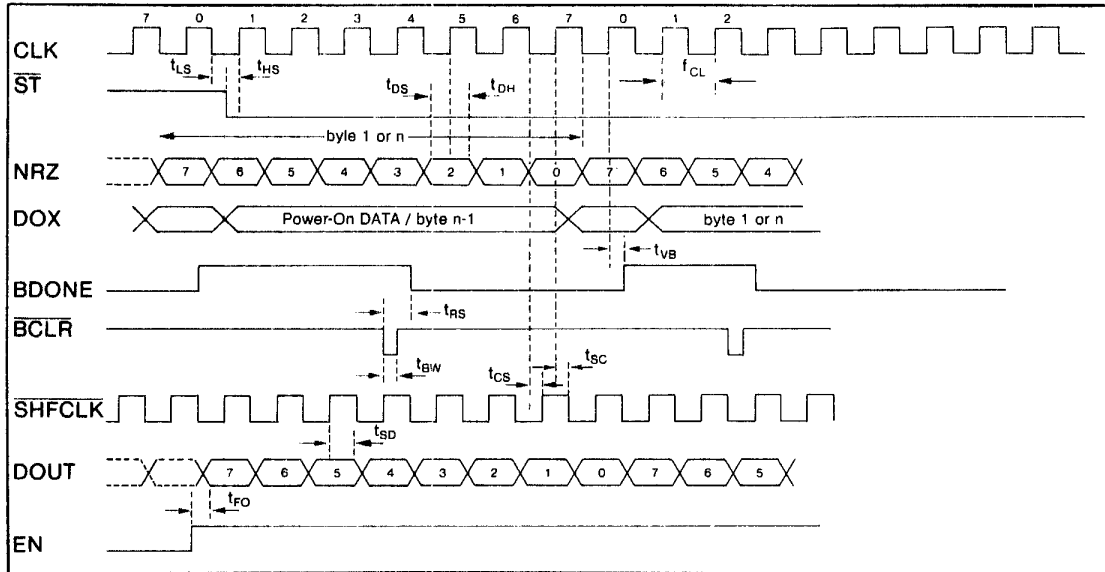 7 0 1 2 3 4 5 6 7 0 1 2
CLK
tLS tHS fCL
ST
tDS tDH
byle 1 or n
NRZ 7 6 5 4 3 2 1 0 7 6 5 4
DOX Power-On DATA / byte n-1 byte 1 or n
tVB
BDONE
tRS
BCLR
tBW tCS tSC
SHFCLK
tSD
DOUT 7 6 5 4 3 2 1 0 7 6 5
tFO
EN